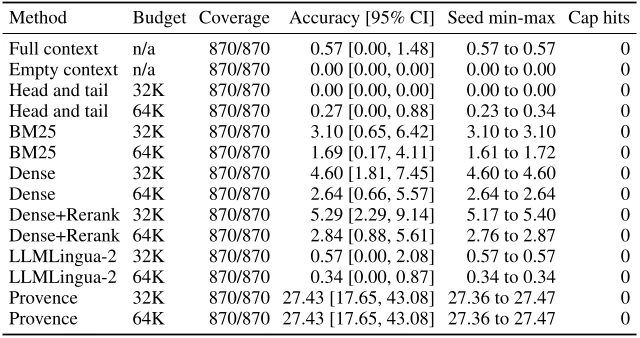 Method Budget Coverage Accuracy [95% CI] Seed min-max Cap hits
Full context n/a 870/870 0.57 [0.00, 1.48] 0.57 to 0.57 0
Empty context n/a 870/870 0.00 [0.00, 0.00] 0.00 to 0.00 0
Head and tail 32K 870/870 0.00 [0.00, 0.00] 0.00 to 0.00 0
Head and tail 64K 870/870 0.27 [0.00, 0.88] 0.23 to 0.34 0
BM25 32K 870/870 3.10 [0.65, 6.42] 3.10 to 3.10 0
BM25 64K 870/870 1.69 [0.17, 4.11] 1.61 to 1.72 0
Dense 32K 870/870 4.60 [1.81, 7.45] 4.60 to 4.60 0
Dense 64K 870/870 2.64 [0.66, 5.57] 2.64 to 2.64 0
Dense+Rerank 32K 870/870 5.29 [2.29, 9.14] 5.17 to 5.40 0
Dense+Rerank 64K 870/870 2.84 [0.88, 5.61] 2.76 to 2.87 0
LLMLingua-2 32K 870/870 0.57 [0.00, 2.08] 0.57 to 0.57 0
LLMLingua-2 64K 870/870 0.34 [0.00, 0.87] 0.34 to 0.34 0
Provence 32K 870/870 27.43 [17.65, 43.08] 27.36 to 27.47 0
Provence 64K 870/870 27.43 [17.65, 43.08] 27.36 to 27.47 0